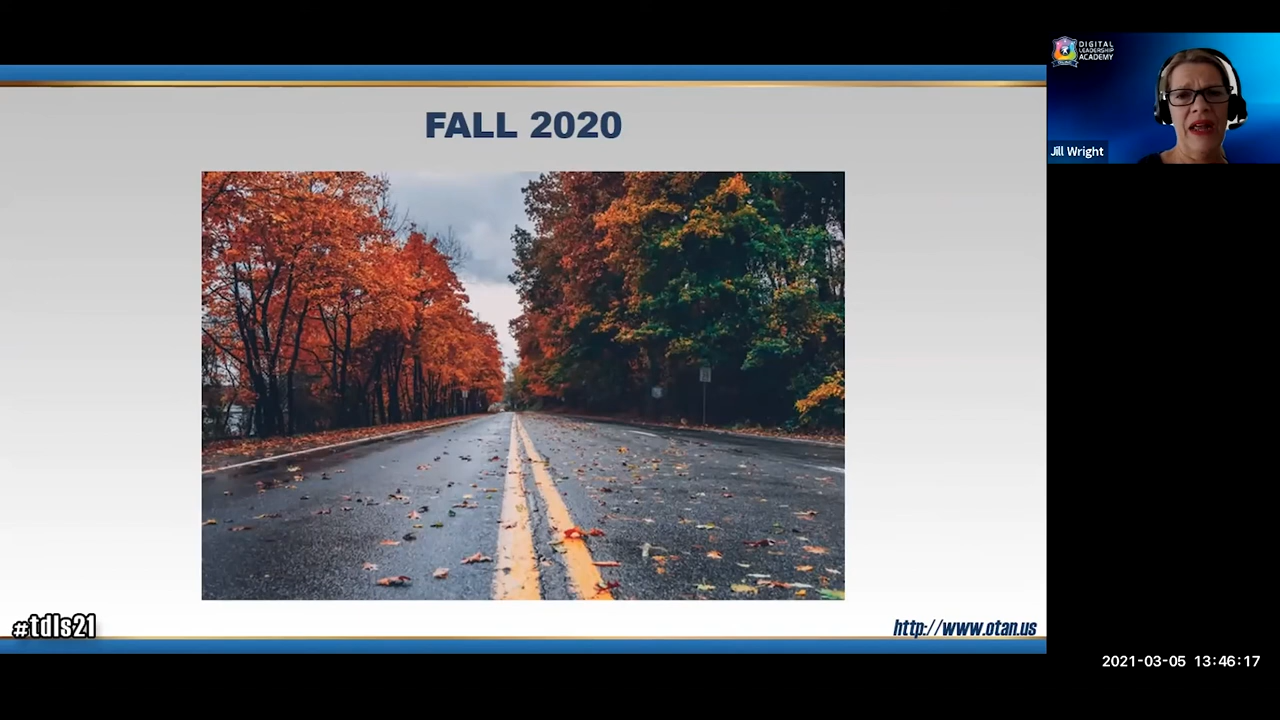 FALL 2020
DIGITAL
LEADERSHIP
ACADEMY
Jill Wright
#tdls21
http://www.otan.us
2021-03-05 13:46:17